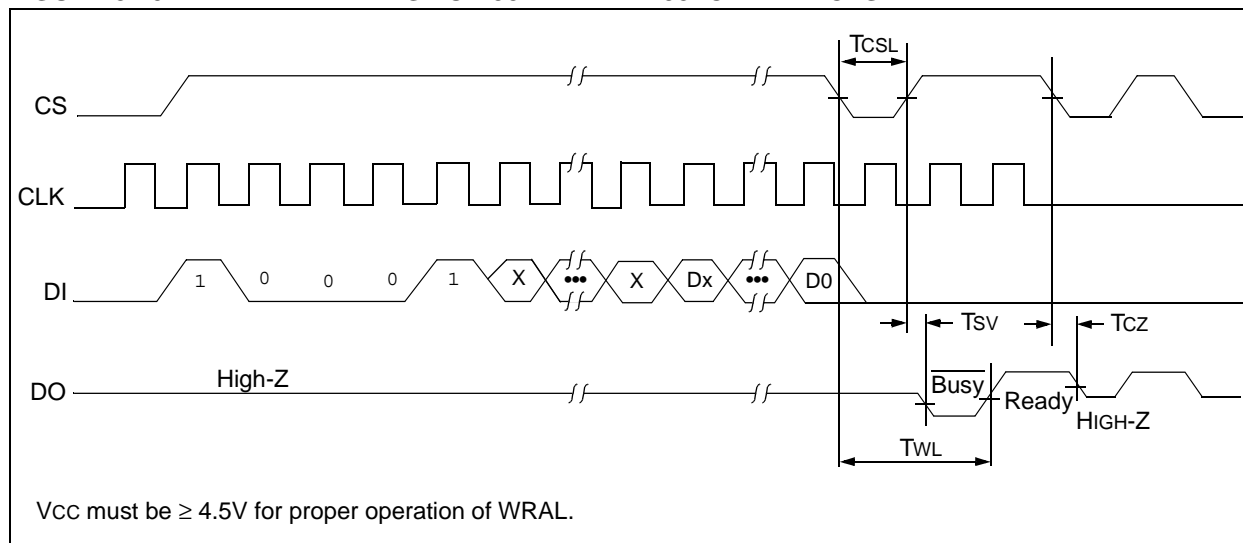 TCSL
CS
CLK
DI 1 0 0 0 1 X ••• X Dx ••• D0
TSV TCZ
High-Z
DO Busy Ready HIGH-Z
TWL
VCC must be ≥ 4.5V for proper operation of WRAL.